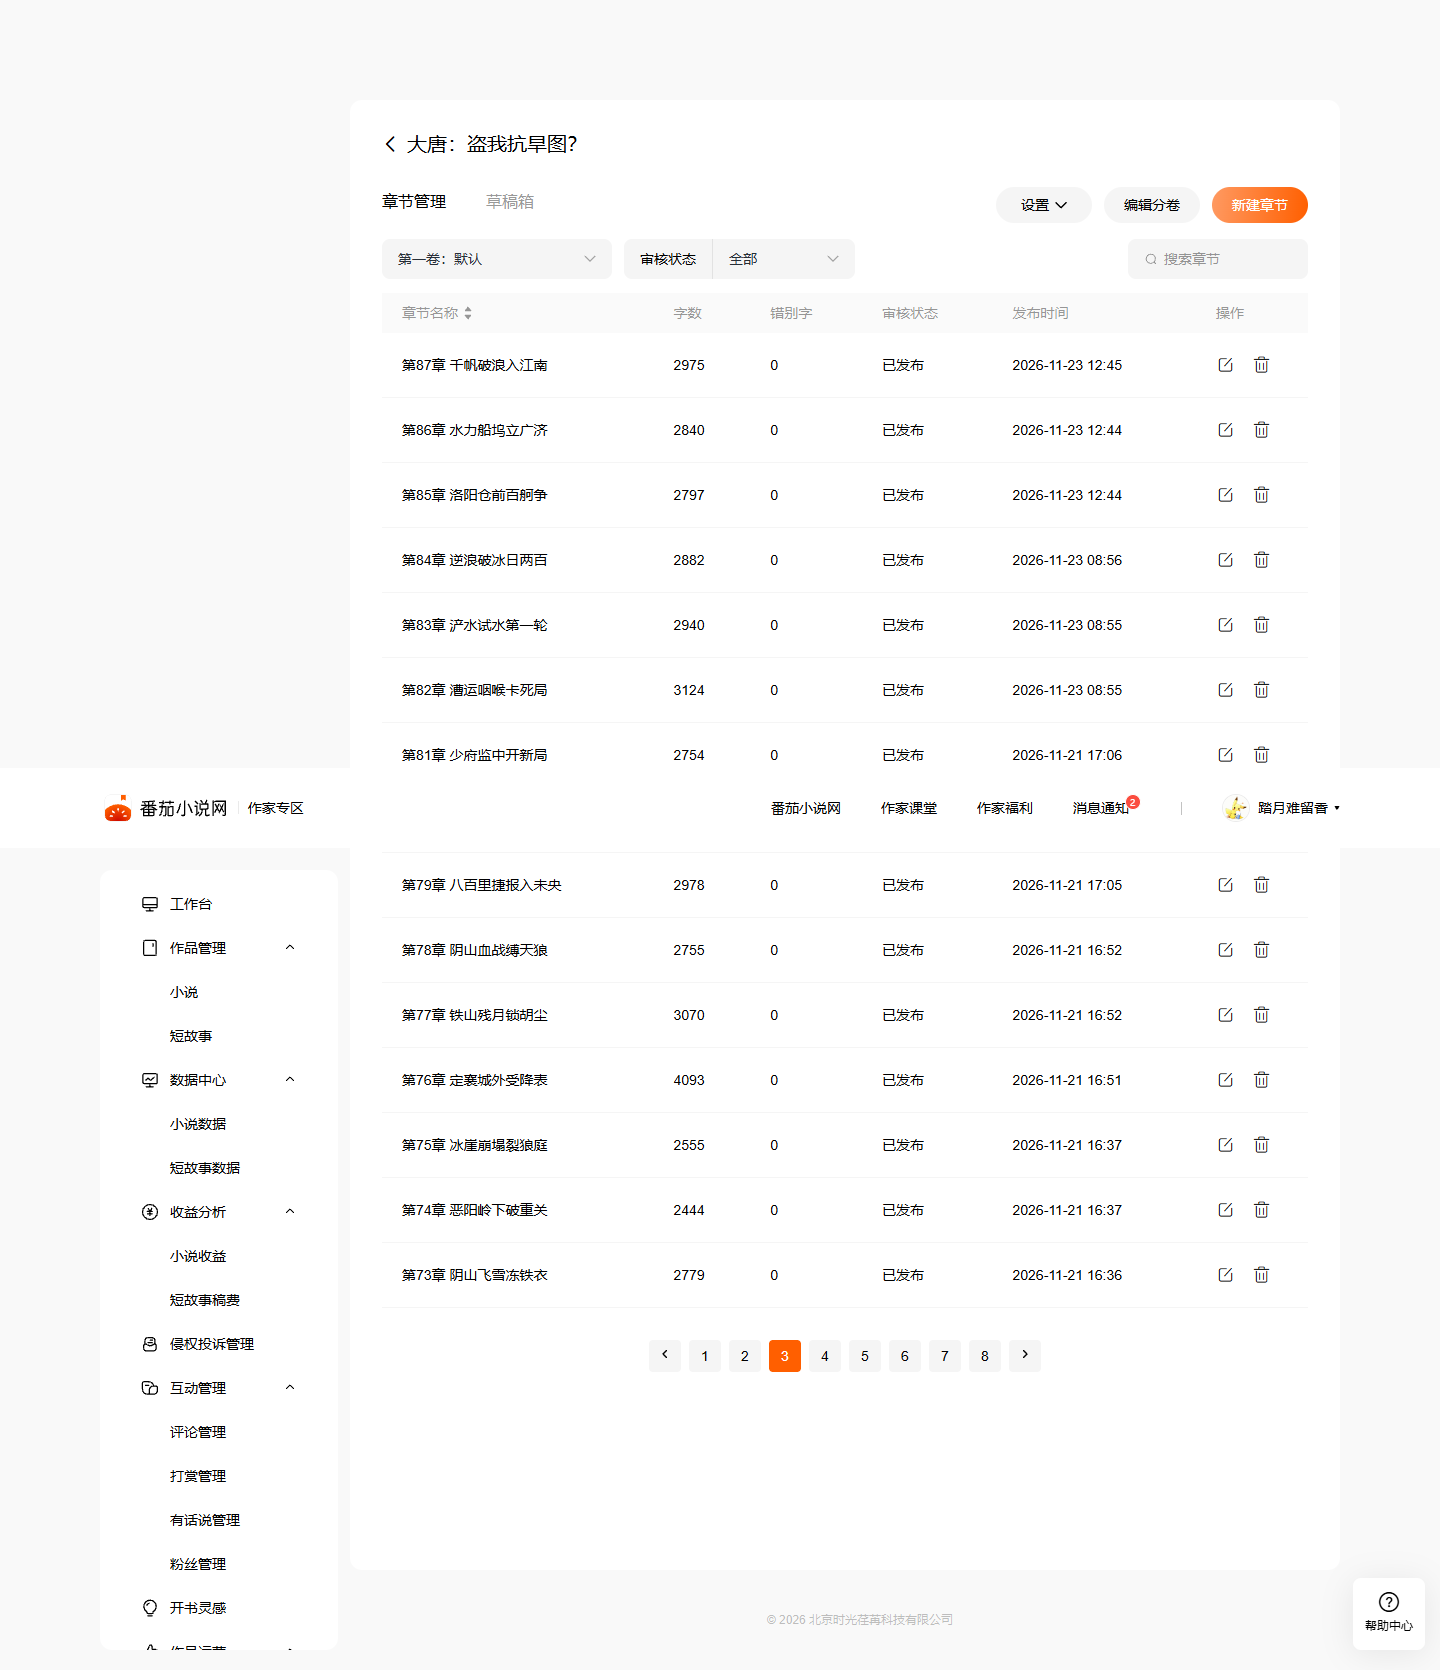 大唐：盗我抗旱图？
章节管理 草稿箱
设置 编辑分卷 新建章节
第一卷：默认 审核状态 全部 搜索章节
章节名称 字数 错别字 审核状态 发布时间 操作
第87章 千帆破浪入江南 2975 0 已发布 2026-11-23 12:45
第86章 水力船坞立广济 2840 0 已发布 2026-11-23 12:44
第85章 洛阳仓前百舸争 2797 0 已发布 2026-11-23 12:44
第84章 逆浪破冰日两百 2882 0 已发布 2026-11-23 08:56
第83章 浐水试水第一轮 2940 0 已发布 2026-11-23 08:55
第82章 漕运咽喉卡死局 3124 0 已发布 2026-11-23 08:55
第81章 少府监中开新局 2754 0 已发布 2026-11-21 17:06
番茄小说网 作家专区 番茄小说网 作家课堂 作家福利 消息通知 2 踏月难留香
第79章 八百里捷报入未央 2978 0 已发布 2026-11-21 17:05
第78章 阴山血战缚天狼 2755 0 已发布 2026-11-21 16:52
第77章 铁山残月锁胡尘 3070 0 已发布 2026-11-21 16:52
第76章 定襄城外受降表 4093 0 已发布 2026-11-21 16:51
第75章 冰崖崩塌裂狼庭 2555 0 已发布 2026-11-21 16:37
第74章 恶阳岭下破重关 2444 0 已发布 2026-11-21 16:37
第73章 阴山飞雪冻铁衣 2779 0 已发布 2026-11-21 16:36
1 2 3 4 5 6 7 8
工作台
作品管理
小说
短故事
数据中心
小说数据
短故事数据
收益分析
小说收益
短故事稿费
侵权投诉管理
互动管理
评论管理
打赏管理
有话说管理
粉丝管理
开书灵感
© 2026 北京时光荏苒科技有限公司
帮助中心